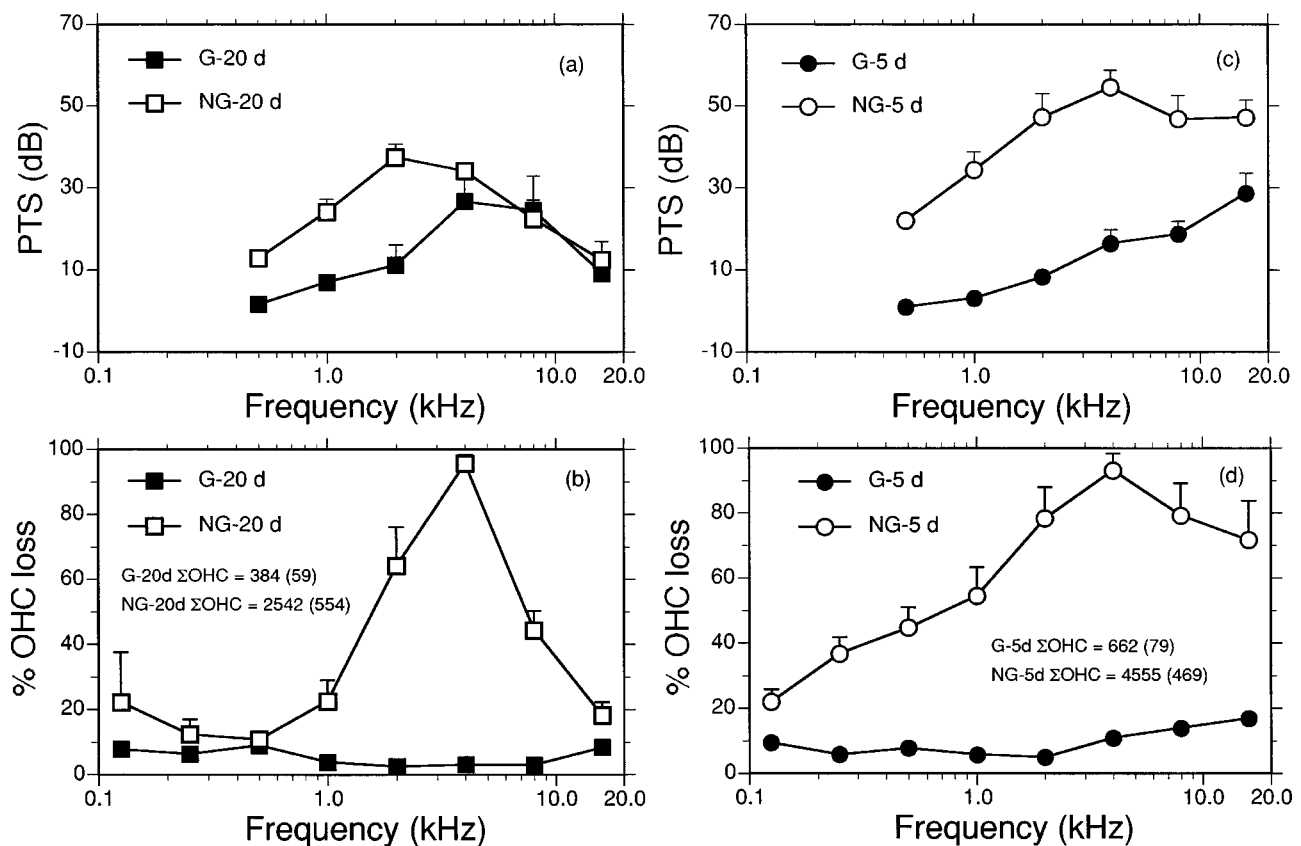 70
50
30
10
-10
PTS (dB)
G-20 d
NG-20 d
(a)
0.1
1.0
10.0
20.0
Frequency (kHz)
70
50
30
10
-10
PTS (dB)
G-5 d
NG-5 d
(c)
0.1
1.0
10.0
20.0
Frequency (kHz)
100
80
60
40
20
0
% OHC loss
G-20 d
NG-20 d
(b)
G-20d ΣOHC = 384 (59)
NG-20d ΣOHC = 2542 (554)
0.1
1.0
10.0
20.0
Frequency (kHz)
100
80
60
40
20
0
% OHC loss
G-5 d
NG-5 d
(d)
G-5d ΣOHC = 662 (79)
NG-5d ΣOHC = 4555 (469)
0.1
1.0
10.0
20.0
Frequency (kHz)